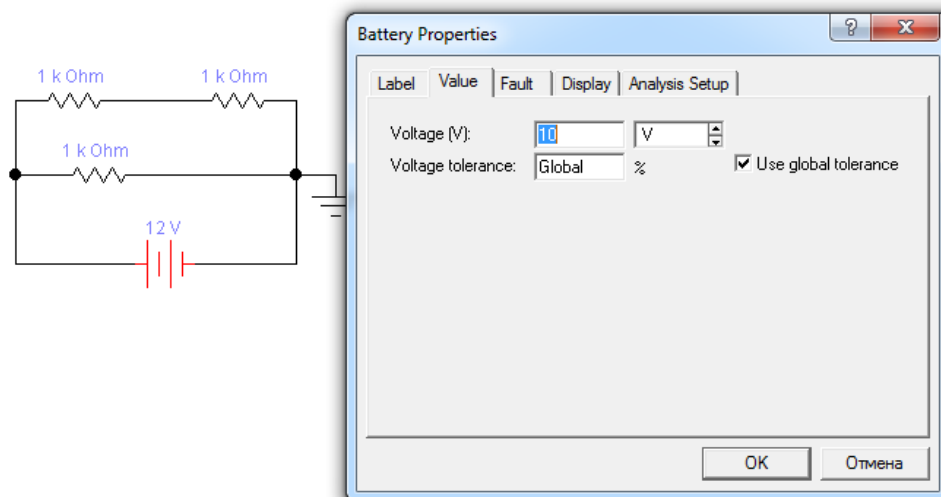 1 k Ohm
1 k Ohm
1 k Ohm
12 V
Battery Properties
Label Value Fault Display Analysis Setup
Voltage (V): 10 V
Voltage tolerance: Global % Use global tolerance
OK Отмена